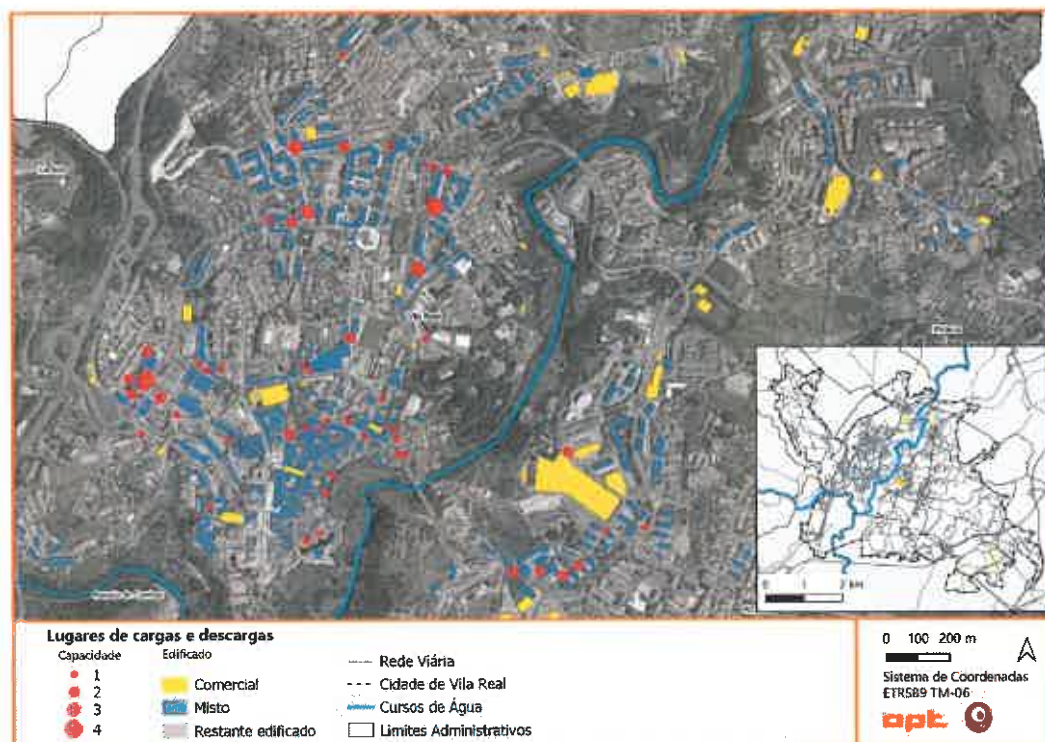 0 1 2 km
Lugares de cargas e descargas
Capacidade
1
2
3
4
Edificado
Comercial
Misto
Restante edificado
Rede Viária
Cidade de Vila Real
Cursos de Água
Limites Administrativos
0 100 200 m
Sistema de Coordenadas
ETRS89 TM-06
opt